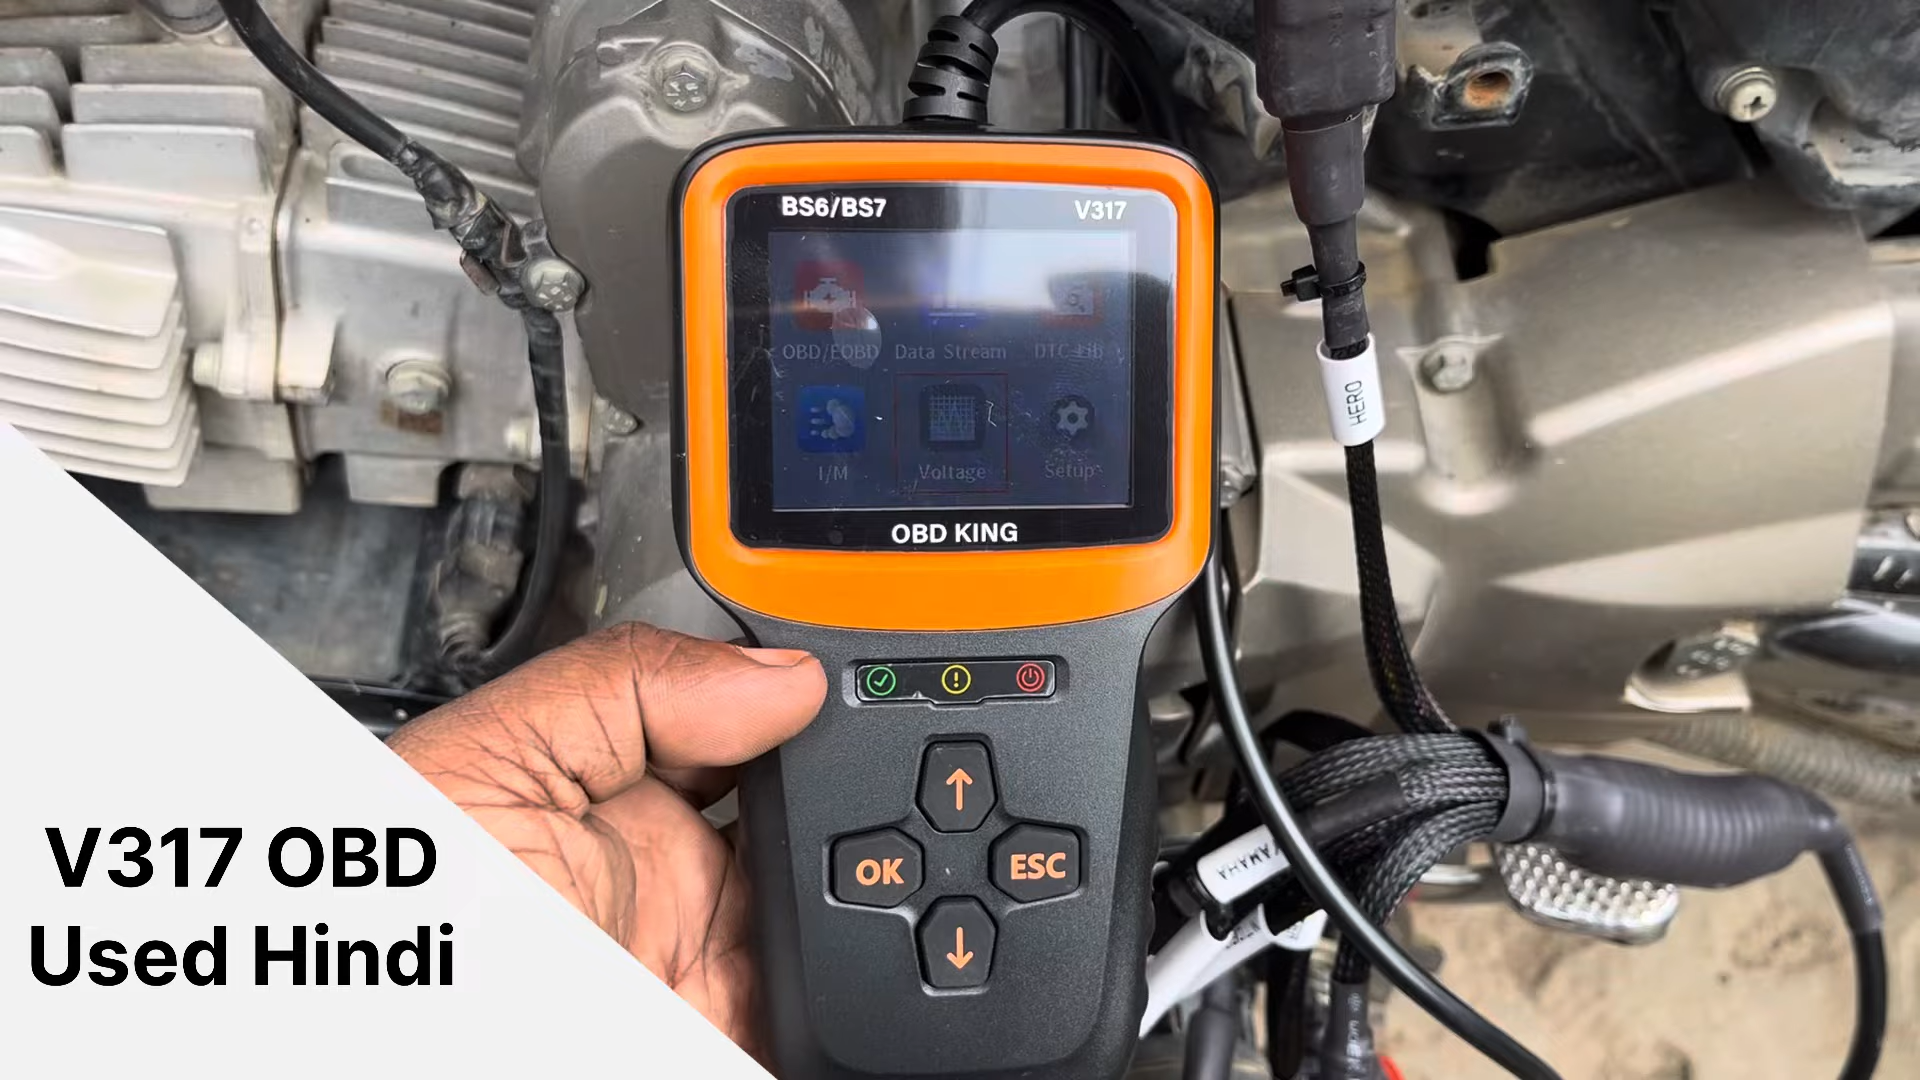 BS6/BS7
V317
OBD/EOBD
Data Stream
DTC Lib
I/M
Voltage
Setup
OBD KING
OK
ESC
HERO
YAMAHA
V317 OBD
Used Hindi